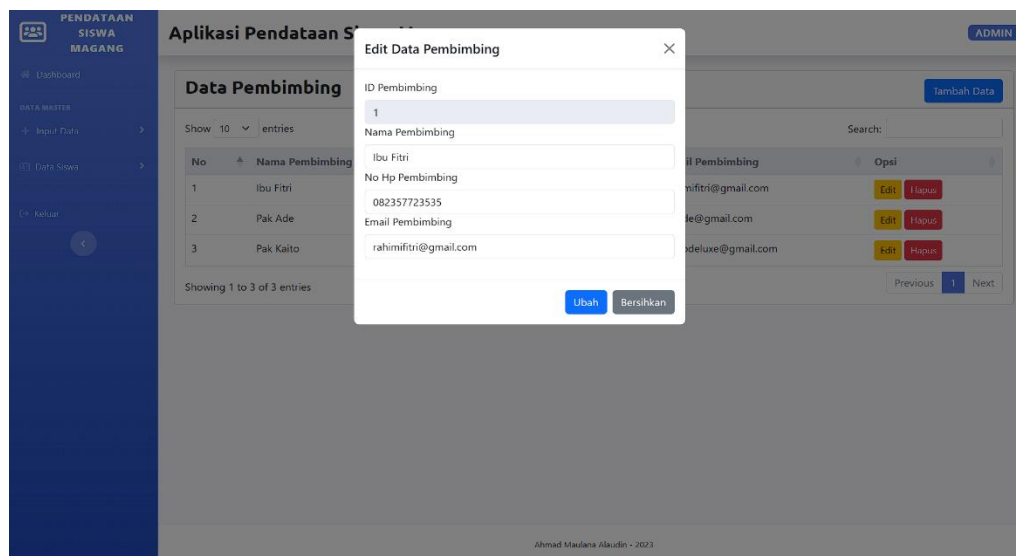 PENDATAAN
SISWA
MAGANG
Aplikasi Pendataan S
ADMIN
Dashboard
DATA MASTER
Input Data
Data Siswa
Keluar
Data Pembimbing
Tambah Data
Show 10 entries
Search:
No Nama Pembimbing il Pembimbing Opsi
1 Ibu Fitri nifitri@gmail.com Edit Hapus
2 Pak Ade de@gmail.com Edit Hapus
3 Pak Kaito deluxe@gmail.com Edit Hapus
Showing 1 to 3 of 3 entries
Previous 1 Next
Edit Data Pembimbing
ID Pembimbing
1
Nama Pembimbing
Ibu Fitri
No Hp Pembimbing
082357723535
Email Pembimbing
rahimifitri@gmail.com
Ubah Bersihkan
Ahmad Maulana Alaudin - 2023